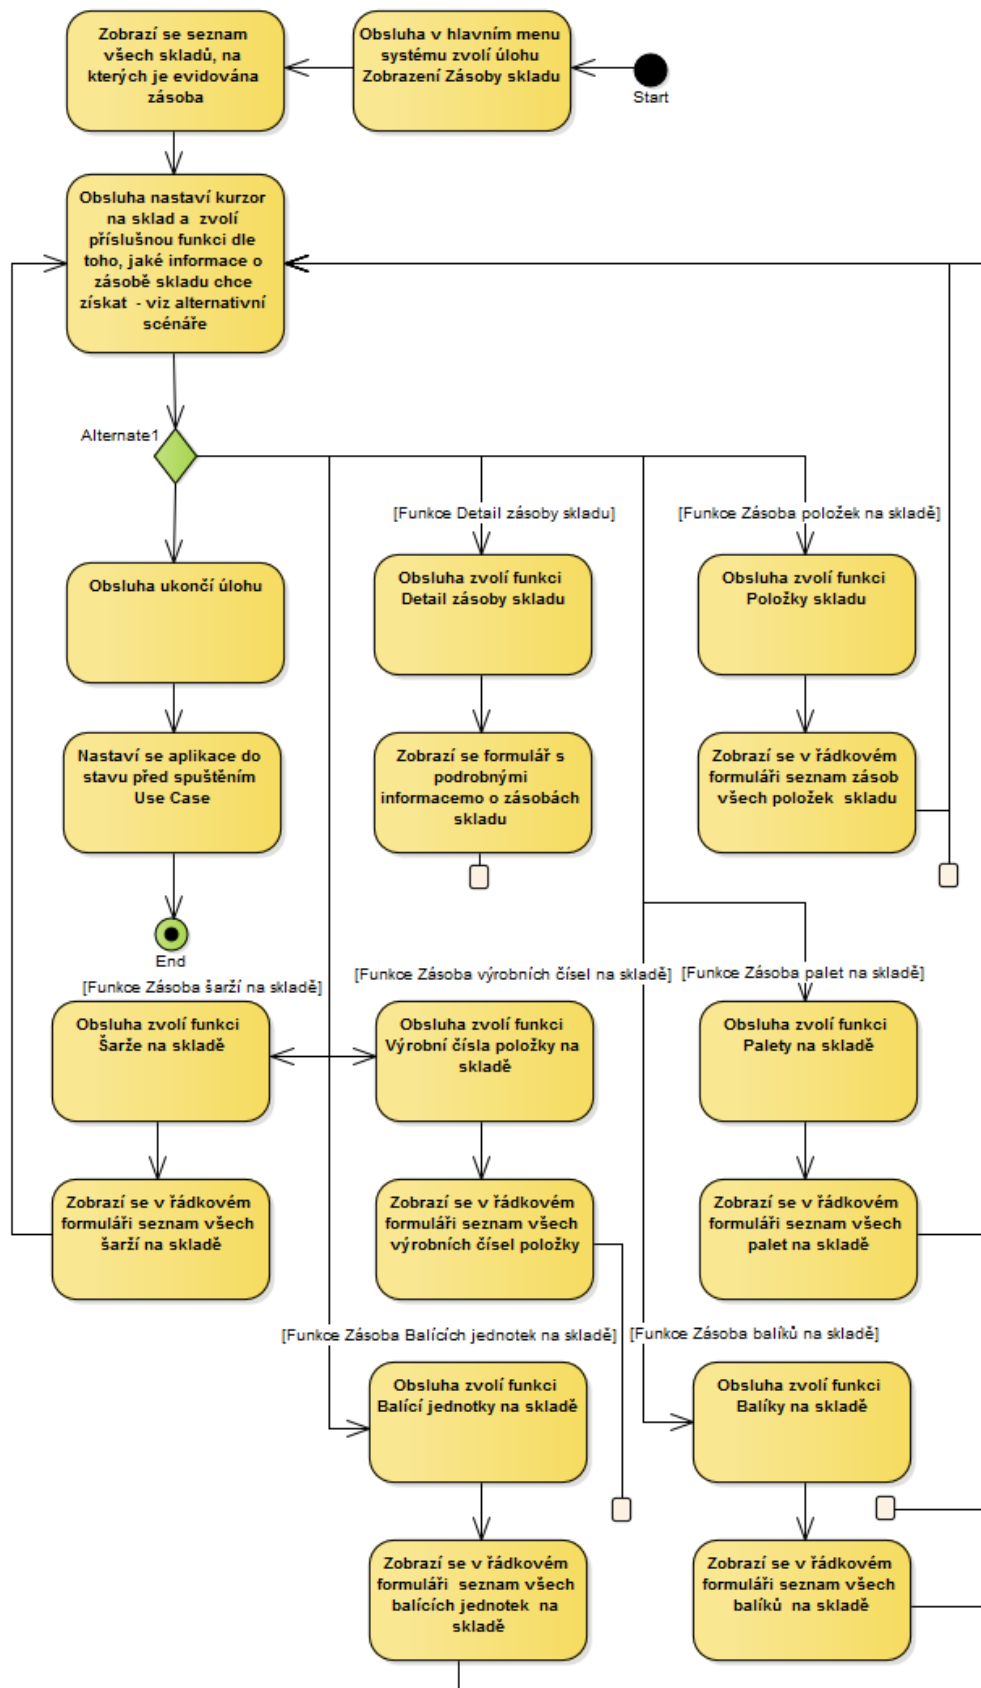 Zobrazí se seznam
všech skladů, na
kterých je evidována
zásoba
Obsluha v hlavním menu
systému zvolí úlohu
Zobrazení Zásoby skladu
Start
Obsluha nastaví kurzor
na sklad a zvolí
příslušnou funkci dle
toho, jaké informace o
zásobě skladu chce
získat - viz alternativní
scénáře
Alternate1
[Funkce Detail zásoby skladu]
[Funkce Zásoba položek na skladě]
Obsluha ukončí úlohu
Obsluha zvolí funkci
Detail zásoby skladu
Obsluha zvolí funkci
Položky skladu
Nastaví se aplikace do
stavu před spuštěním
Use Case
Zobrazí se formulář s
podrobnými
informacemo o zásobách
skladu
Zobrazí se v řádkovém
formuláři seznam zásob
všech položek skladu
End
[Funkce Zásoba šarží na skladě]
[Funkce Zásoba výrobních čísel na skladě]
[Funkce Zásoba palet na skladě]
Obsluha zvolí funkci
Šarže na skladě
Obsluha zvolí funkci
Výrobní čísla položky na
skladě
Obsluha zvolí funkci
Palety na skladě
Zobrazí se v řádkovém
formuláři seznam všech
šarží na skladě
Zobrazí se v řádkovém
formuláři seznam všech
výrobních čísel položky
Zobrazí se v řádkovém
formuláři seznam všech
palet na skladě
[Funkce Zásoba Balících jednotek na skladě]
[Funkce Zásoba balíků na skladě]
Obsluha zvolí funkci
Balící jednotky na skladě
Obsluha zvolí funkci
Balíky na skladě
Zobrazí se v řádkovém
formuláři seznam všech
balících jednotek na
skladě
Zobrazí se v řádkovém
formuláři seznam všech
balíků na skladě